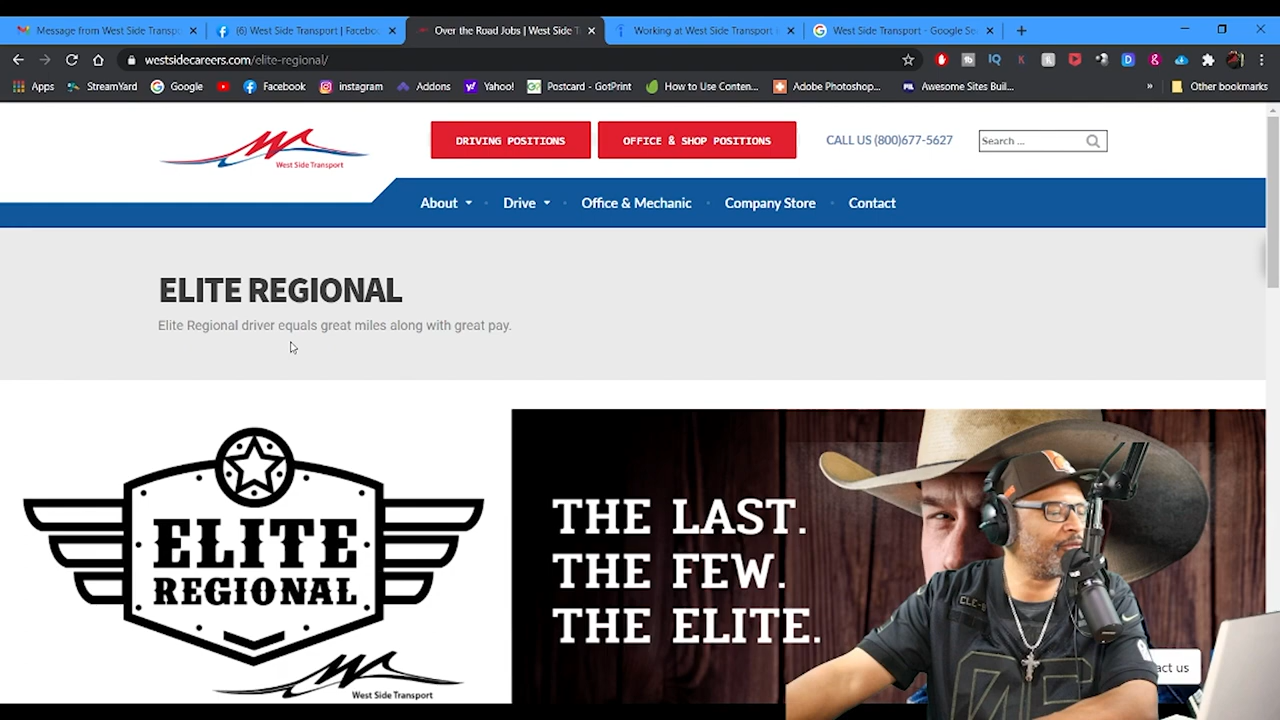 Message from West Side Transpo
(6) West Side Transport | Facebo
Over the Road Jobs | West Side T
Working at West Side Transport
West Side Transport - Google Se
westsidecareers.com/elite-regional/
Apps
StreamYard
Google
Facebook
instagram
Addons
Yahoo!
Postcard - GotPrint
How to Use Conten...
Adobe Photoshop...
Awesome Sites Buil...
Other bookmarks
West Side Transport
DRIVING POSITIONS
OFFICE & SHOP POSITIONS
CALL US (800)677-5627
Search ...
About
Drive
Office & Mechanic
Company Store
Contact
ELITE REGIONAL
Elite Regional driver equals great miles along with great pay.
ELITE
REGIONAL
West Side Transport
THE LAST.
THE FEW.
THE ELITE.
CLE
act us